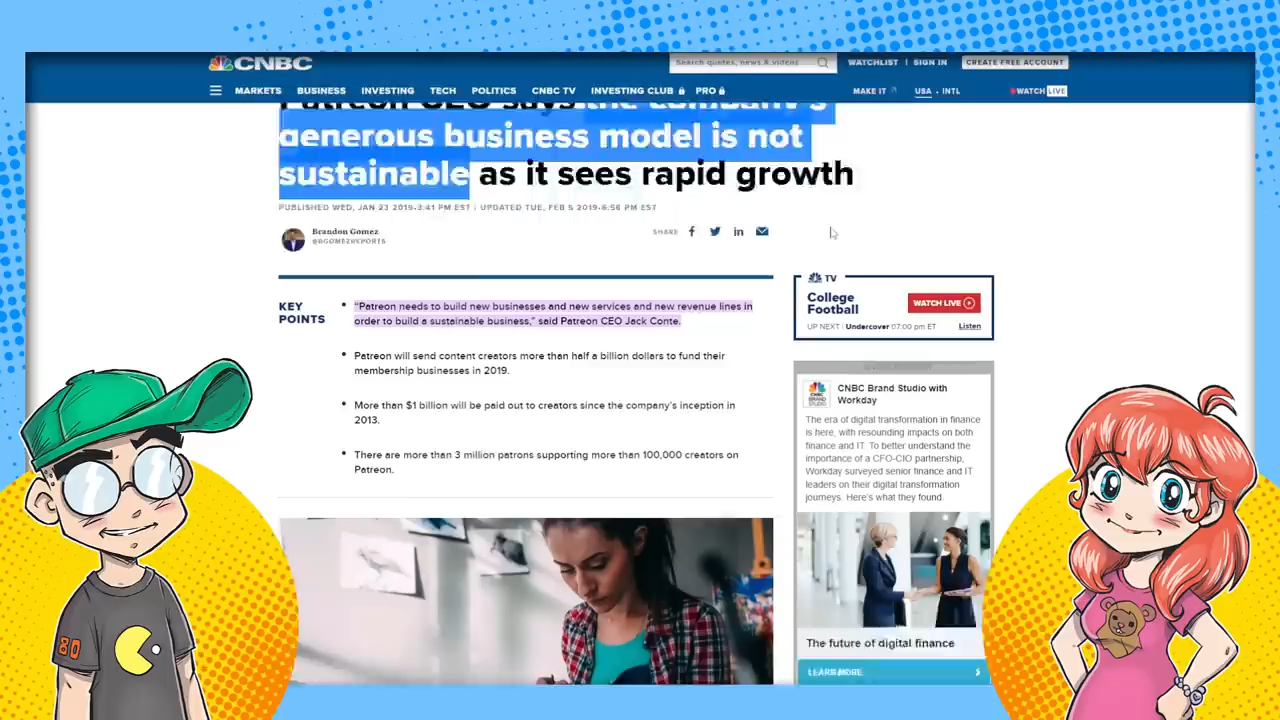 CNBC
Search quotes, news & videos
WATCHLIST | SIGN IN
CREATE FREE ACCOUNT
MARKETS BUSINESS INVESTING TECH POLITICS CNBC TV INVESTING CLUB PRO
MAKE IT
USA • INTL
WATCH LIVE
Patreon CEO says the company's
generous business model is not
sustainable as it sees rapid growth
PUBLISHED WED, JAN 23 2019•3:41 PM EST | UPDATED TUE, FEB 5 2019•6:56 PM EST
Brandon Gomez
@BGOMEZREPORTS
SHARE
KEY
POINTS
"Patreon needs to build new businesses and new services and new revenue lines in
order to build a sustainable business," said Patreon CEO Jack Conte.
Patreon will send content creators more than half a billion dollars to fund their
membership businesses in 2019.
More than $1 billion will be paid out to creators since the company's inception in
2013.
There are more than 3 million patrons supporting more than 100,000 creators on
Patreon.
TV
College
Football
WATCH LIVE
UP NEXT | Undercover 07:00 pm ET
Listen
CNBC
BRAND
STUDIO
CNBC Brand Studio with
Workday
The era of digital transformation in finance
is here, with resounding impacts on both
finance and IT. To better understand the
importance of a CFO-CIO partnership,
Workday surveyed senior finance and IT
leaders on their digital transformation
journeys. Here's what they found.
The future of digital finance
LEARN MORE
80